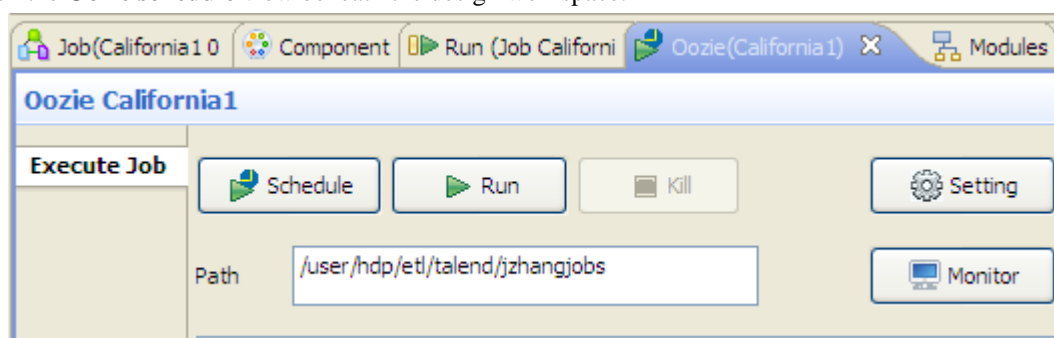 Job(California1 0 Component Run (Job Californi Oozie(California1) Modules
Oozie California1
Execute Job
Schedule Run Kill Setting
Path /user/hdp/etl/talend/jzhangjobs Monitor